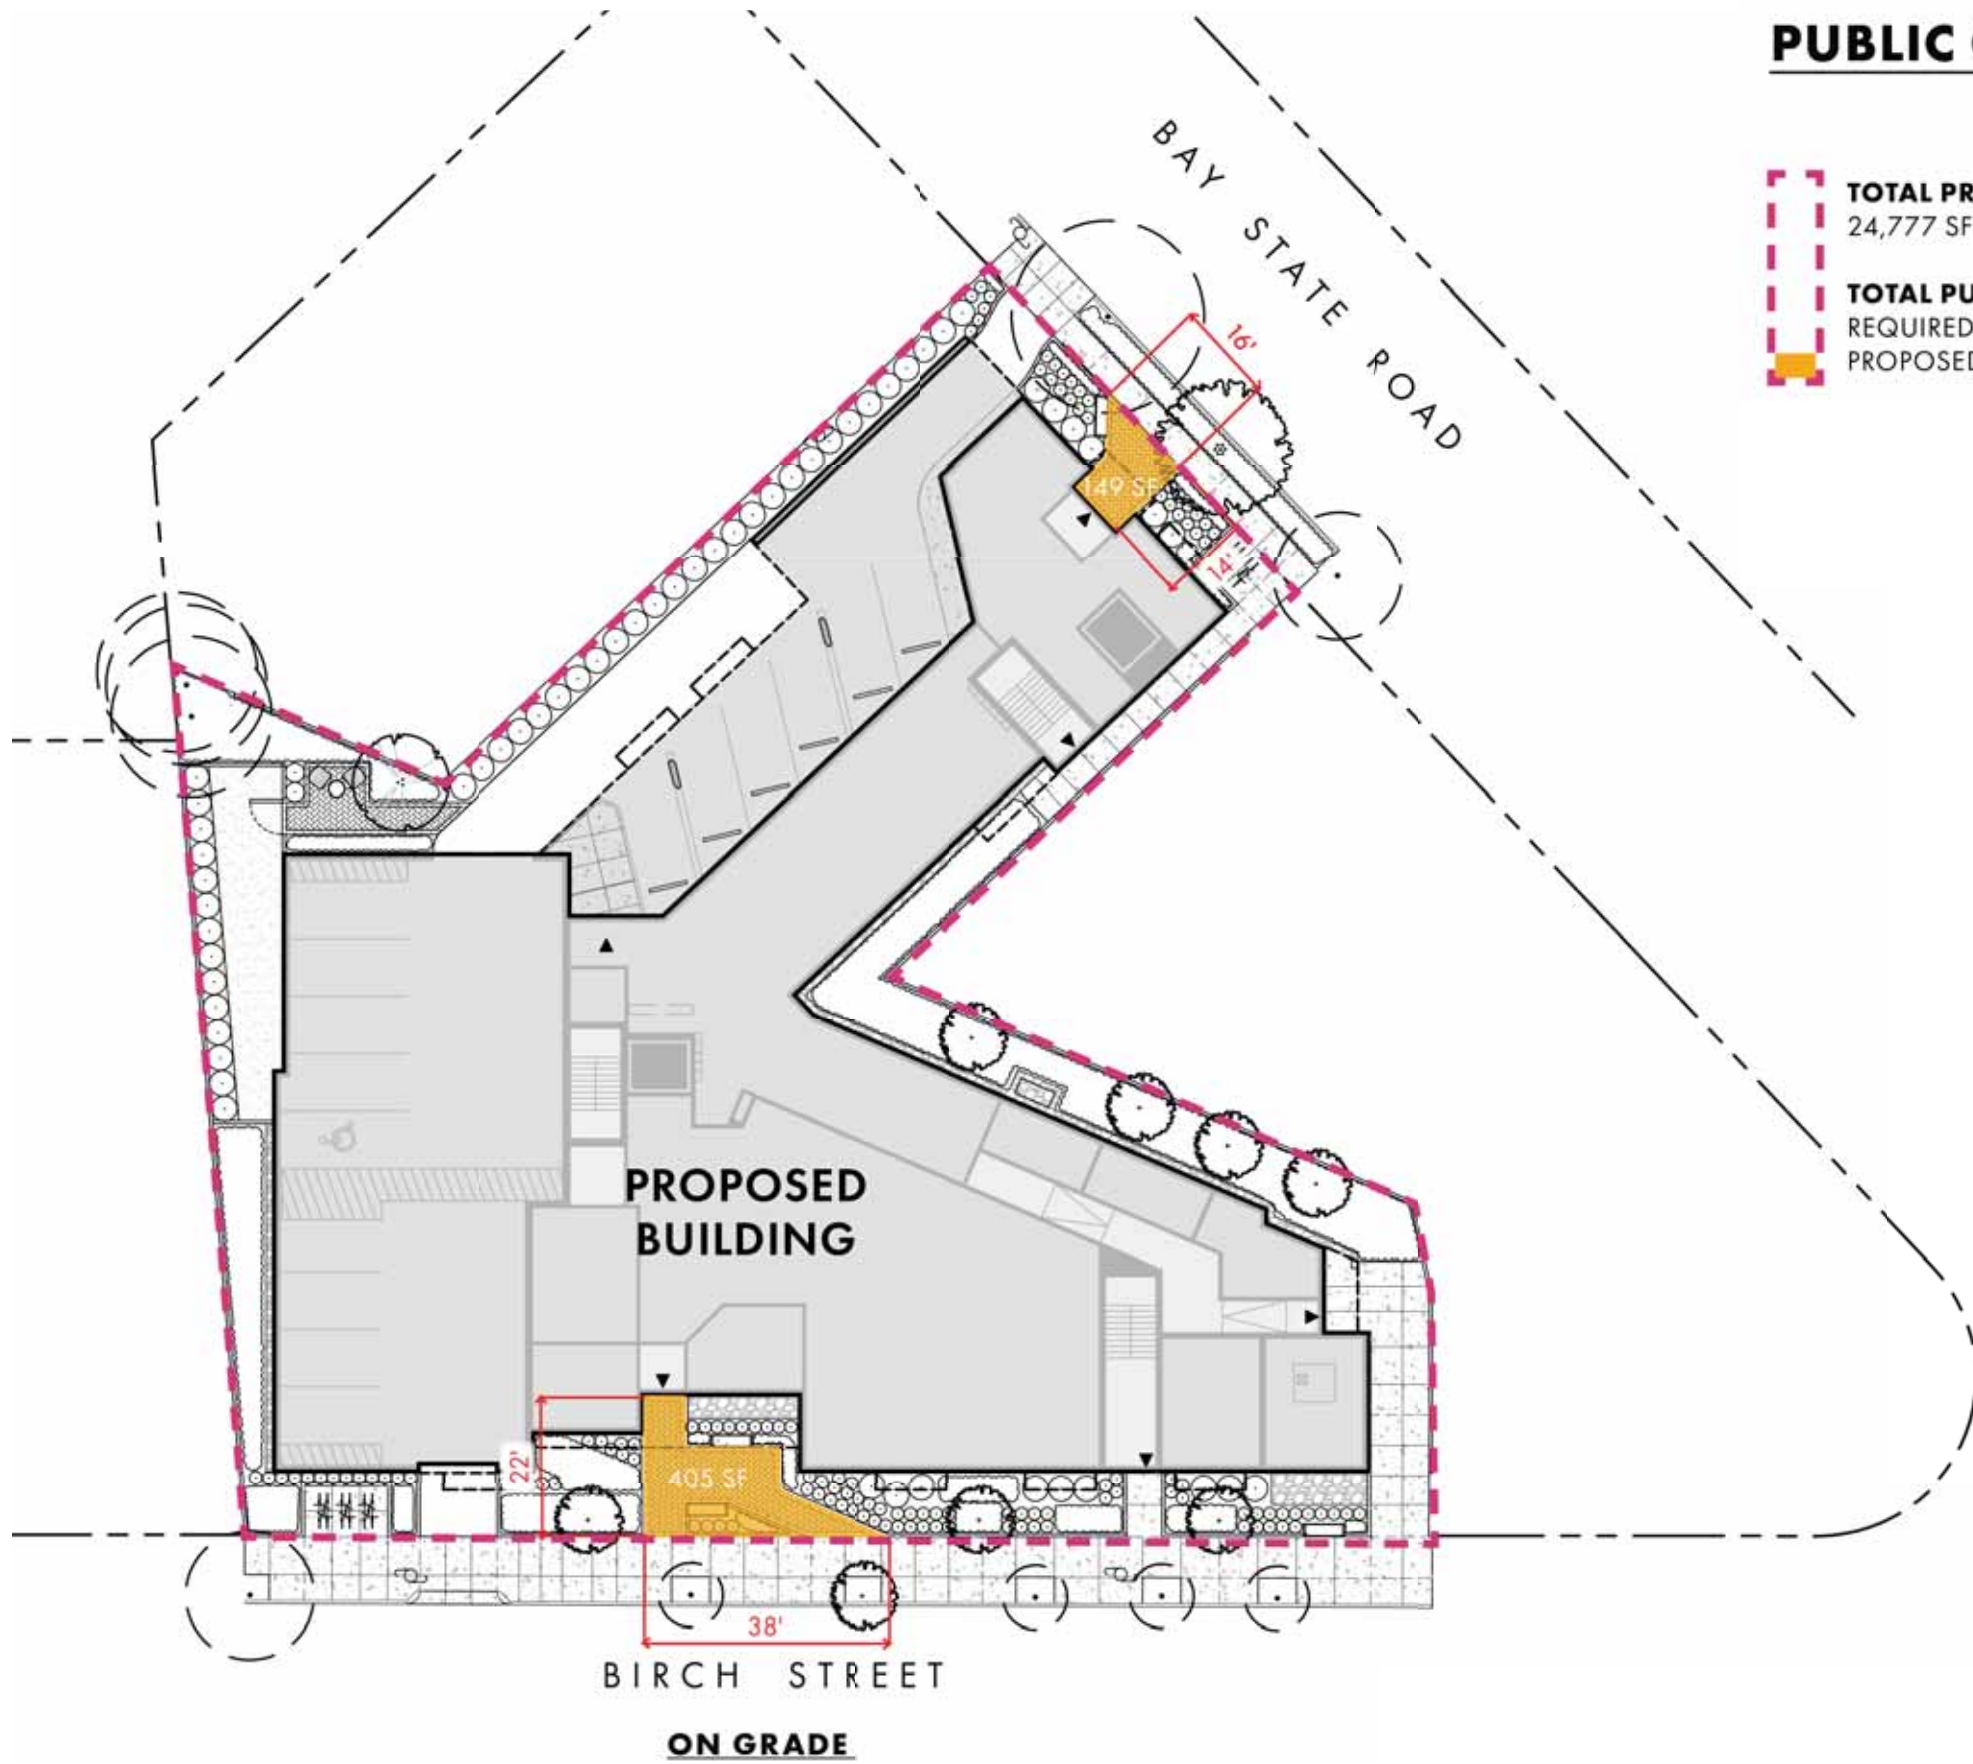 PUBLIC
TOTAL PR
24,777 SF
TOTAL PU
REQUIRED
PROPOSED
BAY STATE ROAD
16'
149 SF
14'
PROPOSED
BUILDING
22'
405 SF
38'
BIRCH STREET
ON GRADE